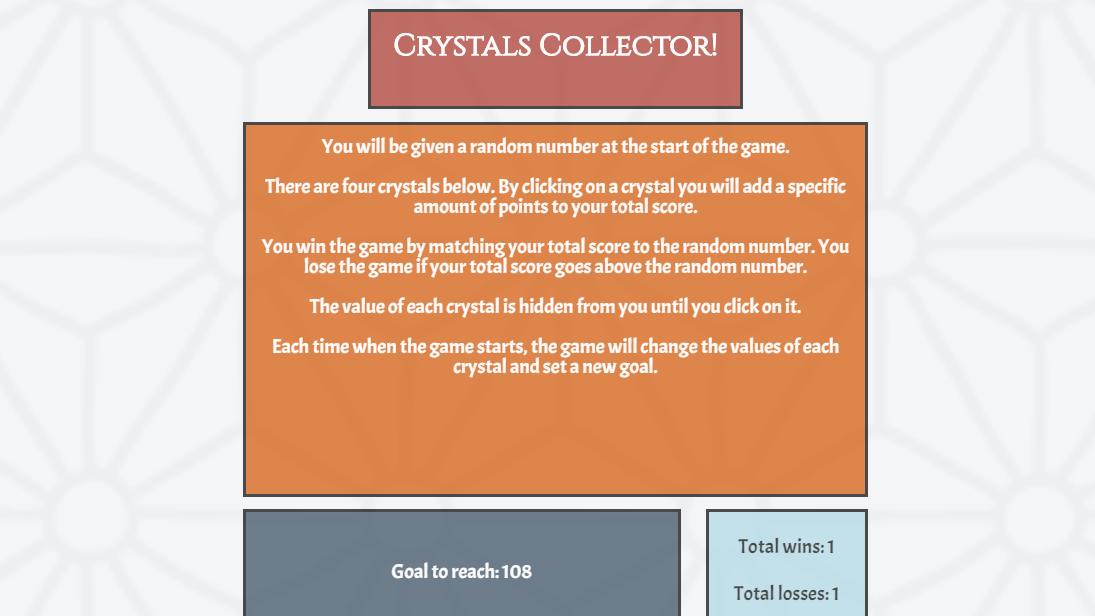 Crystals Collector!
You will be given a random number at the start of the game.
There are four crystals below. By clicking on a crystal you will add a specific
amount of points to your total score.
You win the game by matching your total score to the random number. You
lose the game if your total score goes above the random number.
The value of each crystal is hidden from you until you click on it.
Each time when the game starts, the game will change the values of each
crystal and set a new goal.
Goal to reach: 108
Total wins: 1
Total losses: 1